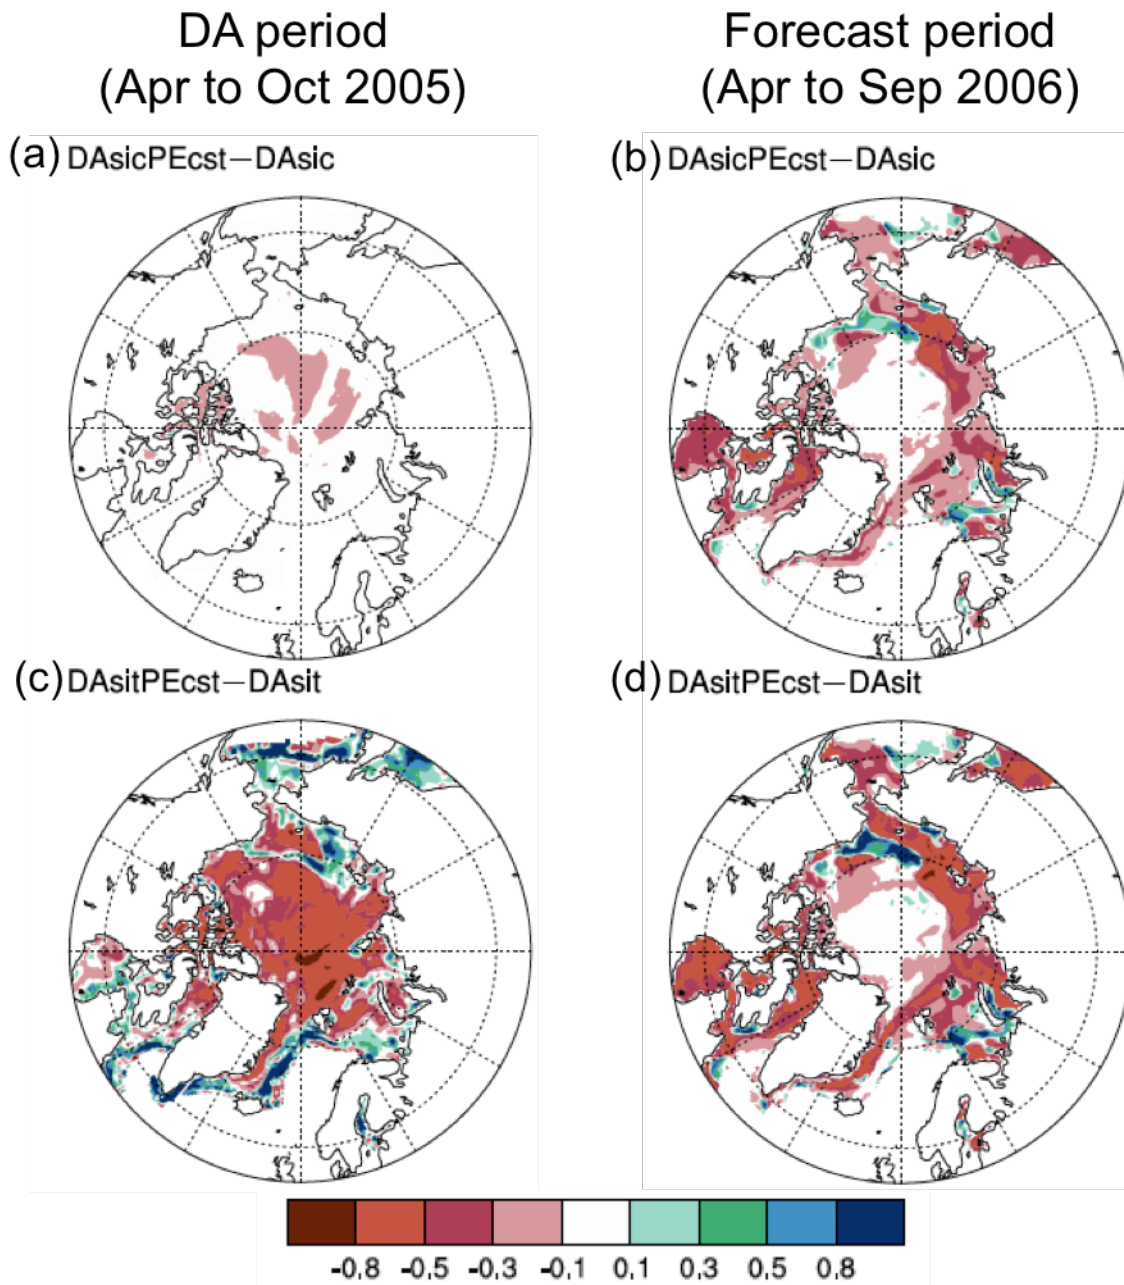 DA period
(Apr to Oct 2005)
Forecast period
(Apr to Sep 2006)
(a) DAsicPEcst−DAsic
(b) DAsicPEcst−DAsic
(c) DAsitPEcst−DAsit
(d) DAsitPEcst−DAsit
-0.8 -0.5 -0.3 -0.1 0.1 0.3 0.5 0.8